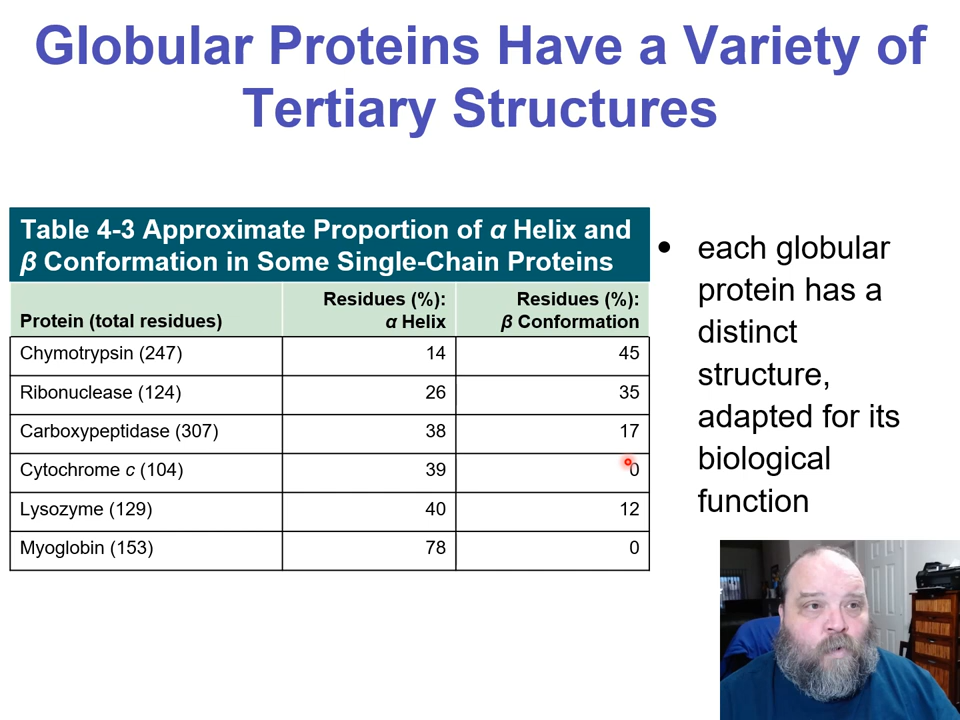 Globular Proteins Have a Variety of
Tertiary Structures
Table 4-3 Approximate Proportion of α Helix and
β Conformation in Some Single-Chain Proteins
Protein (total residues) Residues (%): α Helix Residues (%): β Conformation
Chymotrypsin (247) 14 45
Ribonuclease (124) 26 35
Carboxypeptidase (307) 38 17
Cytochrome c (104) 39 0
Lysozyme (129) 40 12
Myoglobin (153) 78 0
• each globular
protein has a
distinct
structure,
adapted for its
biological
function